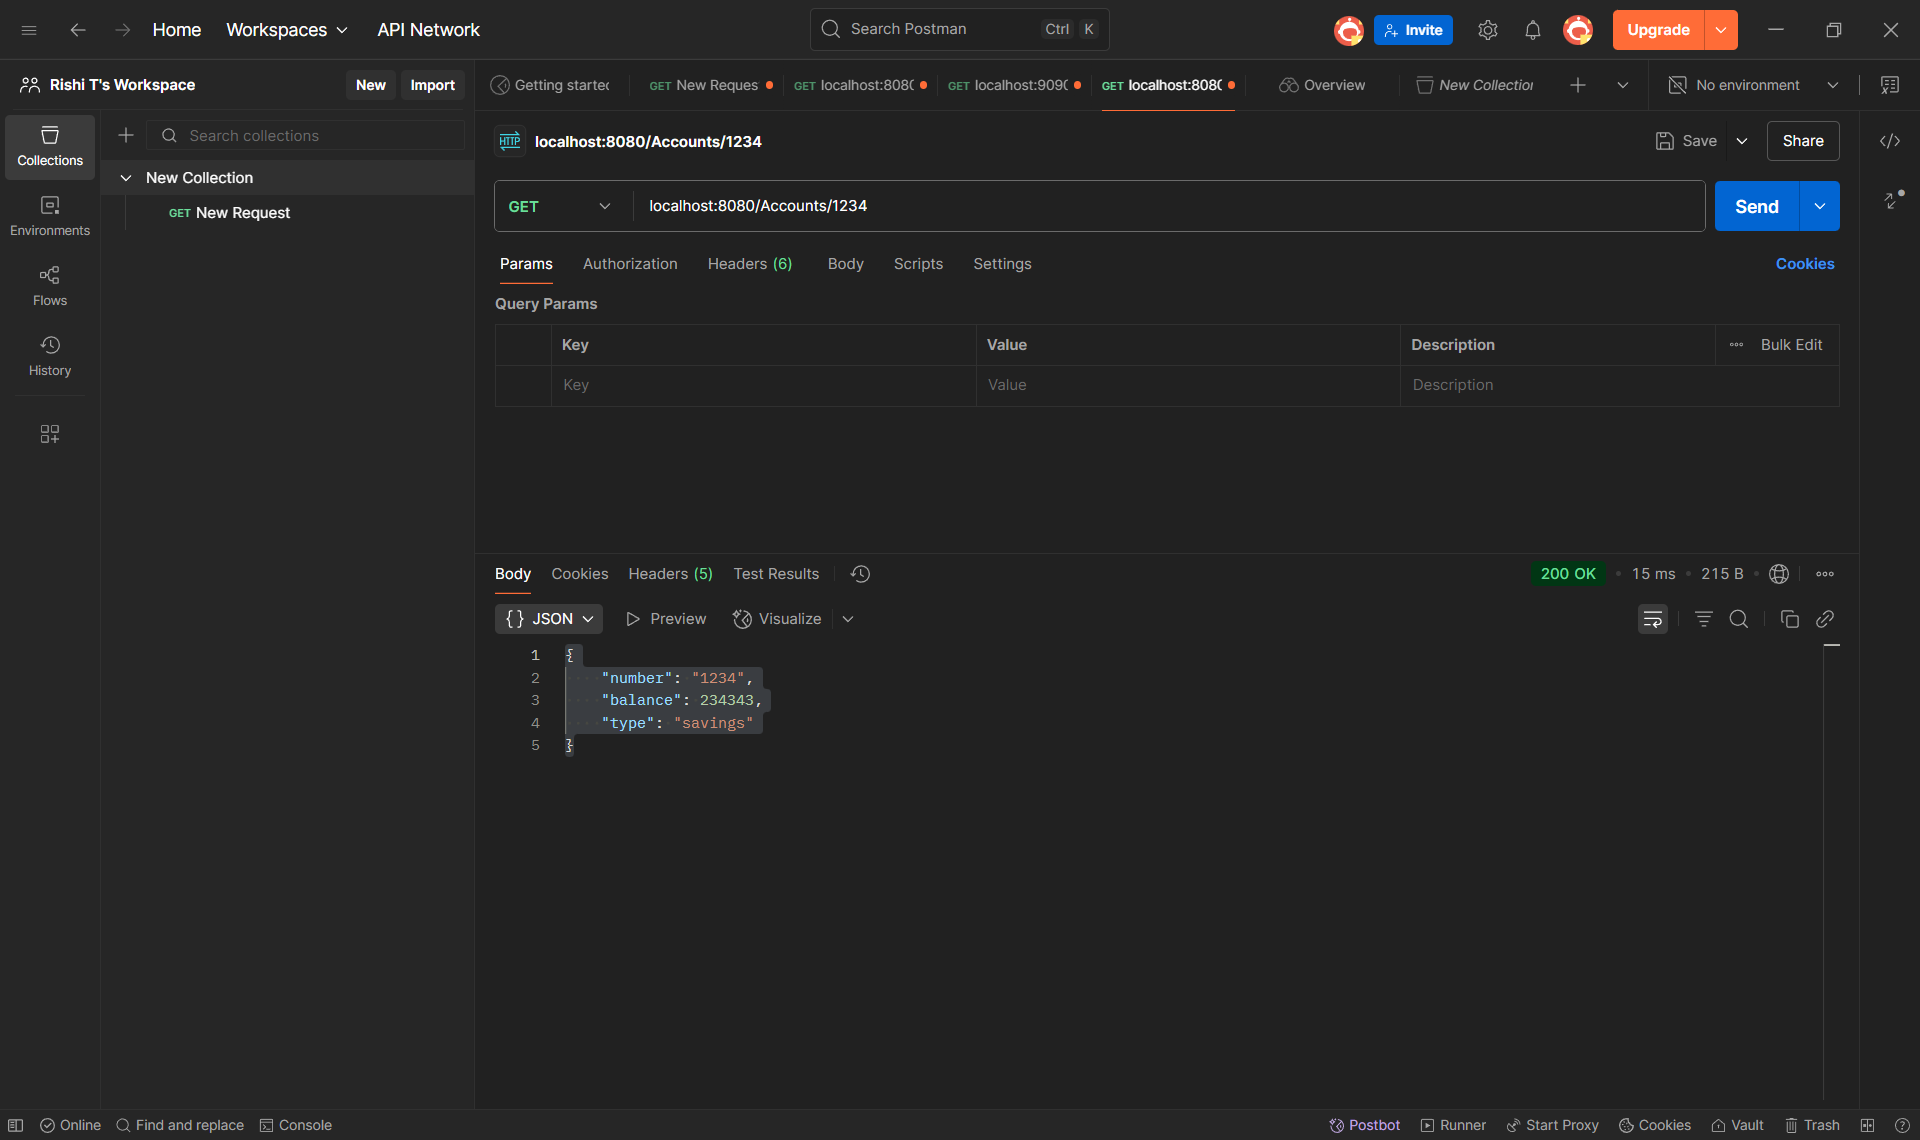 Home Workspaces API Network Search Postman Ctrl K Invite Upgrade
Rishi T's Workspace New Import
Getting started GET New Reques GET localhost:808 GET localhost:909 GET localhost:808 Overview New Collection No environment
Collections
Search collections
New Collection
GET New Request
Environments
Flows
History
HTTP localhost:8080/Accounts/1234 Save Share
GET localhost:8080/Accounts/1234 Send
Params Authorization Headers (6) Body Scripts Settings Cookies
Query Params
Key Value Description Bulk Edit
Key Value Description
Body Cookies Headers (5) Test Results 200 OK 15 ms 215 B
{} JSON Preview Visualize
1 {
2 "number": "1234",
3 "balance": 234343,
4 "type": "savings"
5 }
Online Find and replace Console Postbot Runner Start Proxy Cookies Vault Trash